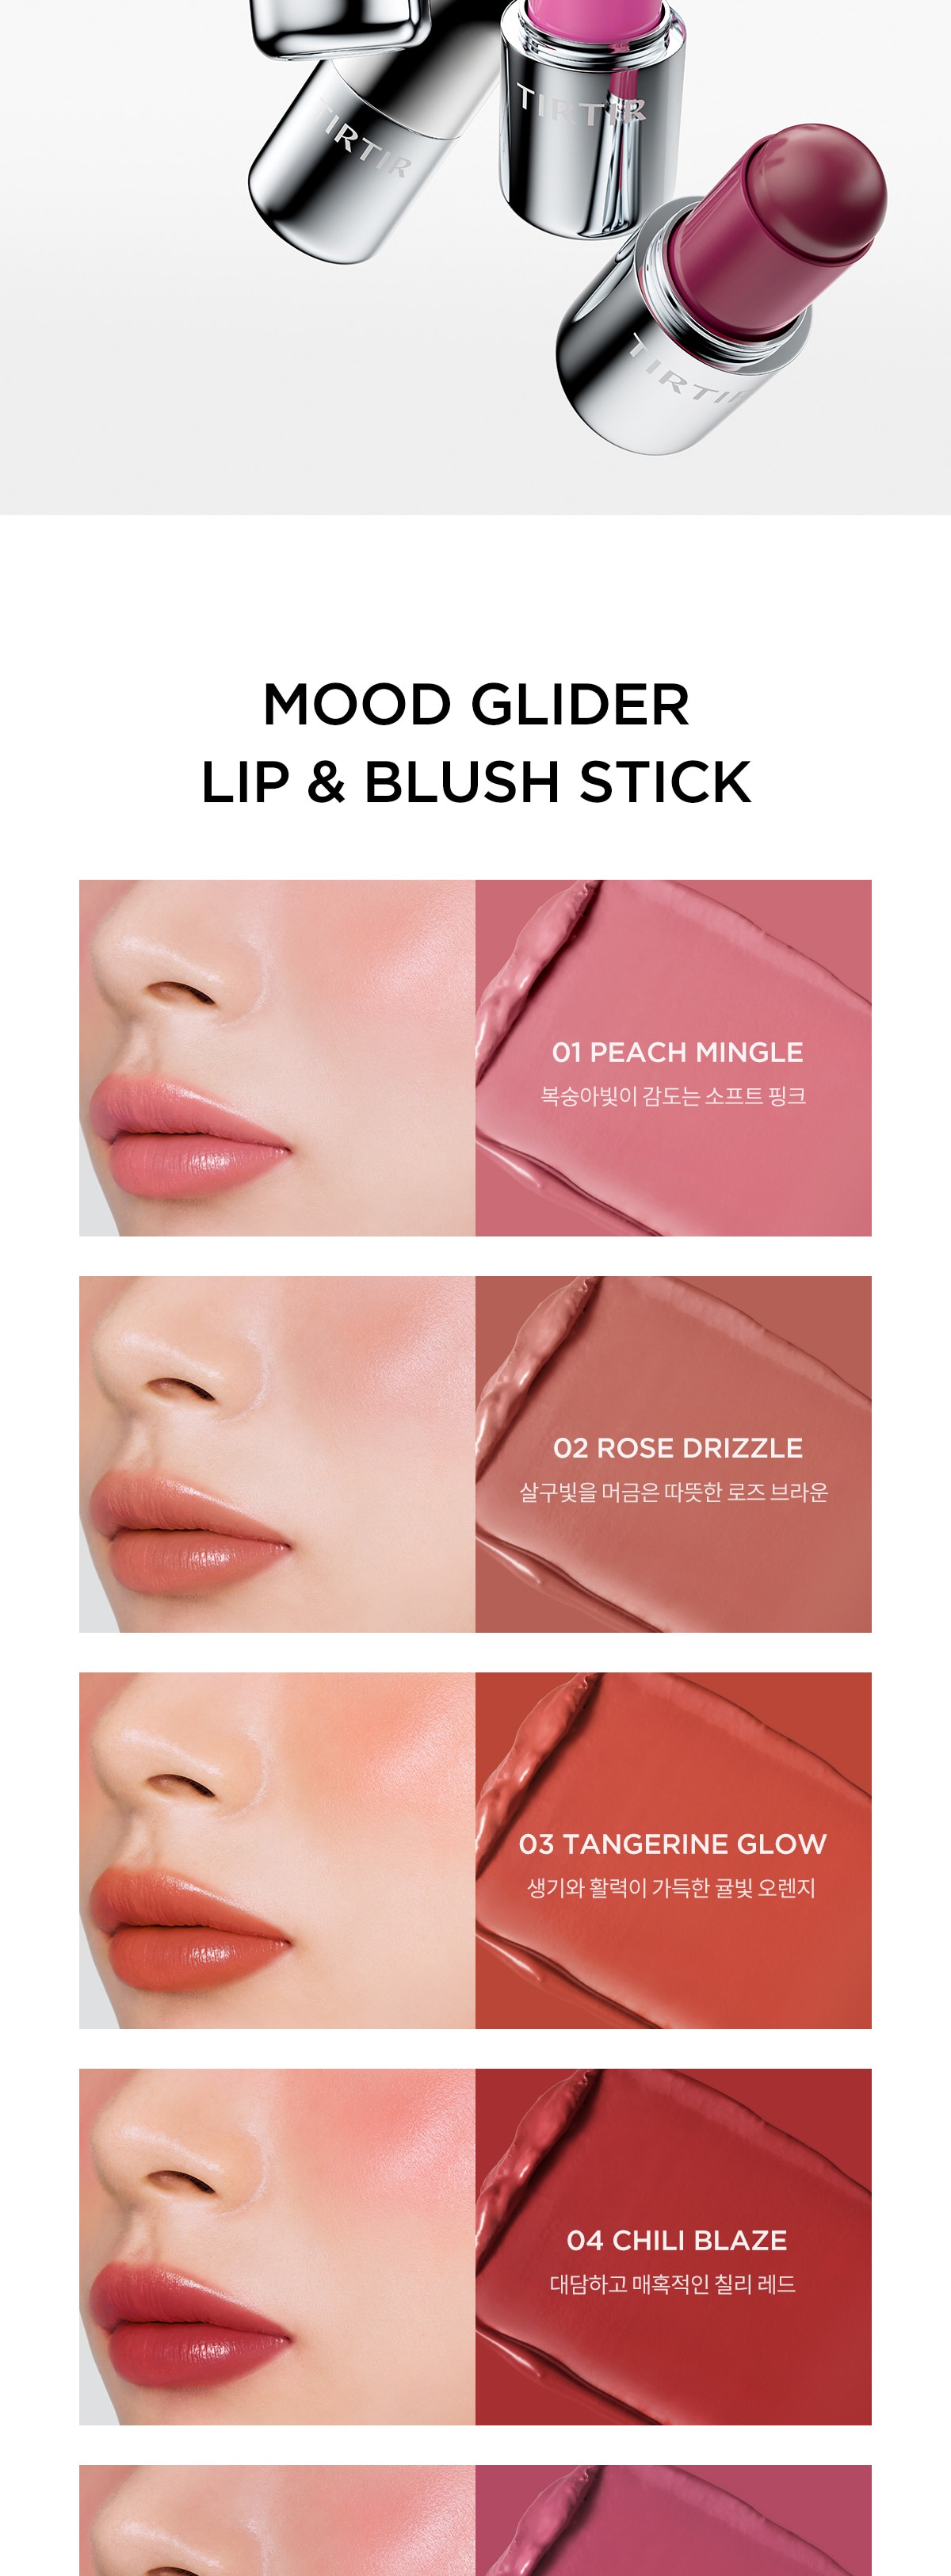 TIRTIR
TIRTIR
TIRTI
MOOD GLIDER
LIP & BLUSH STICK
01 PEACH MINGLE
복숭아빛이 감도는 소프트 핑크
02 ROSE DRIZZLE
살구빛을 머금은 따뜻한 로즈 브라운
03 TANGERINE GLOW
생기와 활력이 가득한 귤빛 오렌지
04 CHILI BLAZE
대담하고 매혹적인 칠리 레드